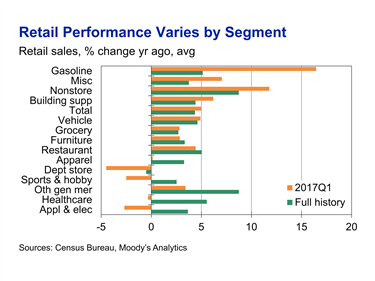 Retail Performance Varies by Segment
Retail sales, % change yr ago, avg
Gasoline
Misc
Nonstore
Building supp
Total
Vehicle
Grocery
Furniture
Restaurant
Apparel
Dept store
Sports & hobby
Oth gen mer
Healthcare
Appl & elec
2017Q1
Full history
-5 0 5 10 15 20
Sources: Census Bureau, Moody's Analytics